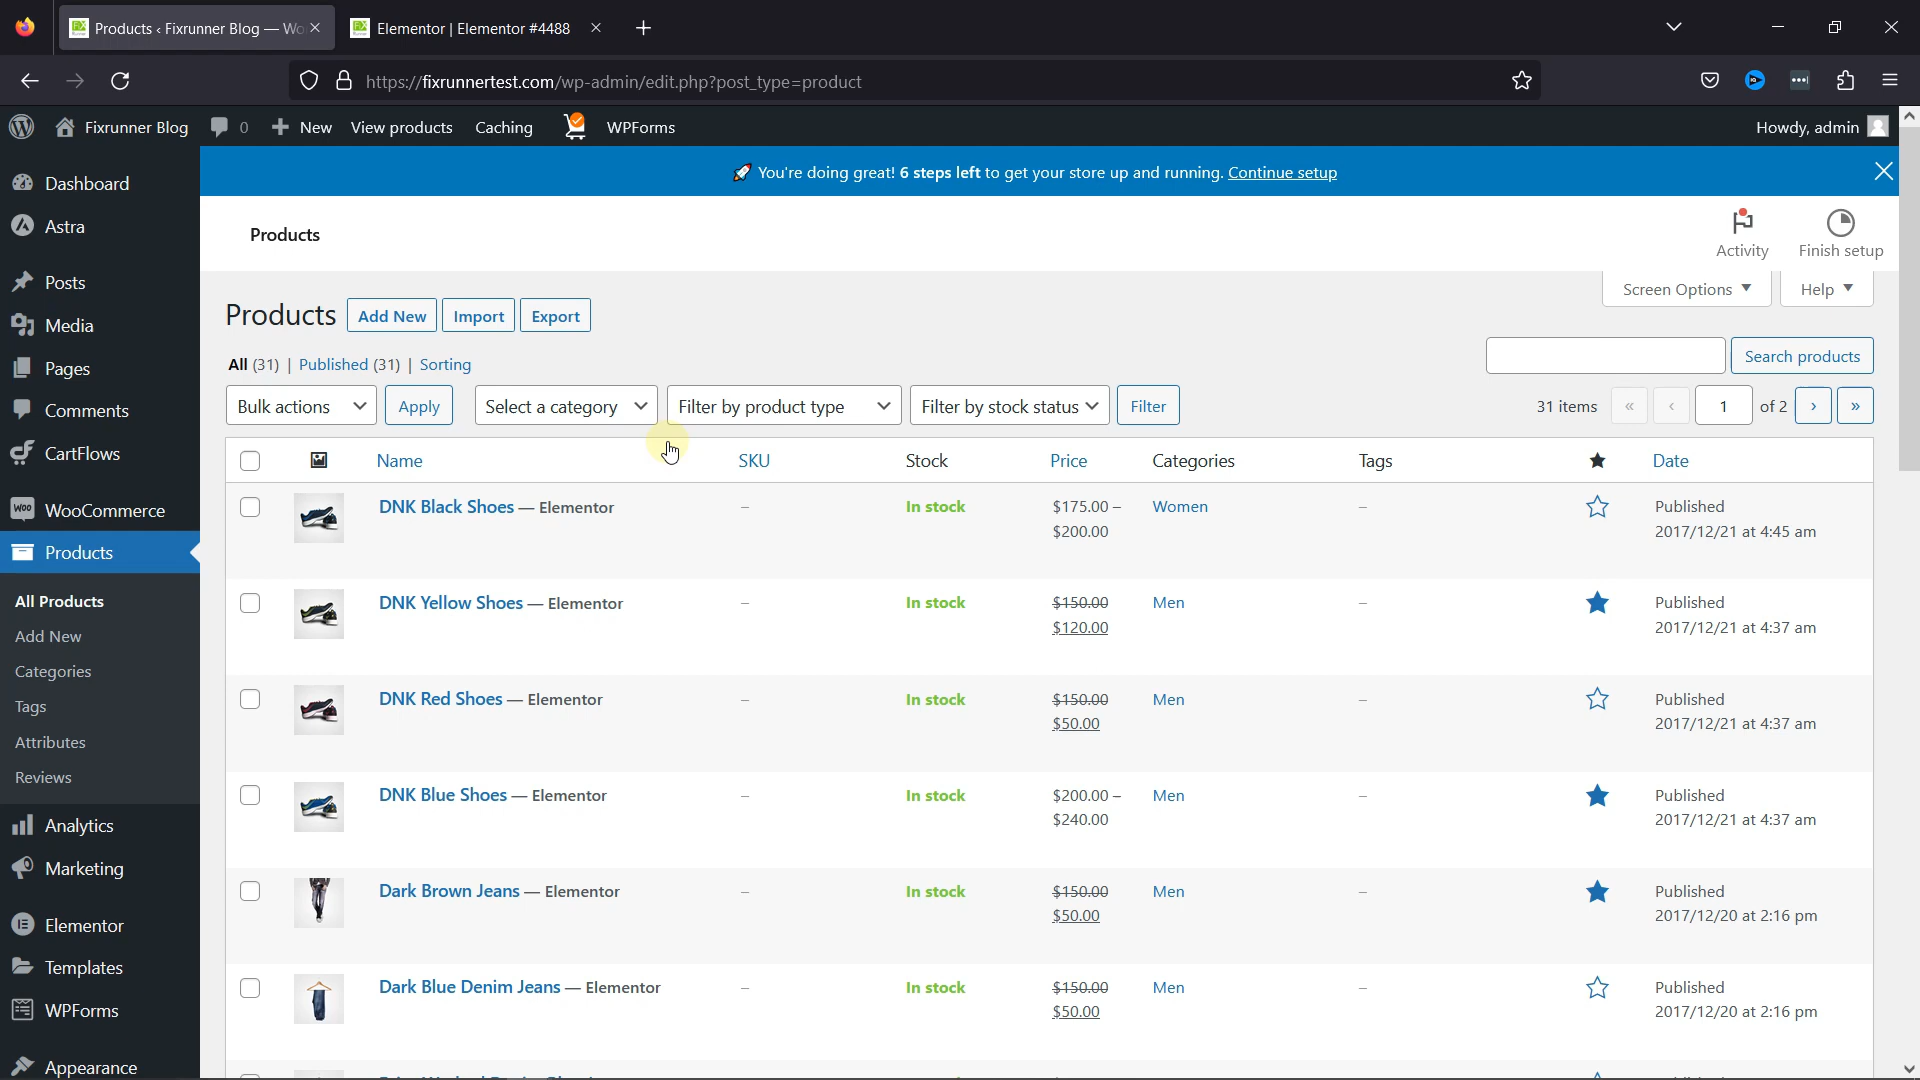 Products ‹ Fixrunner Blog — Wo
Elementor | Elementor #4488
https://fixrunnertest.com/wp-admin/edit.php?post_type=product
Fixrunner Blog 0 New View products Caching WPForms Howdy, admin
You're doing great! 6 steps left to get your store up and running. Continue setup
Products
Activity Finish setup
Screen Options Help
Dashboard
Astra
Posts
Media
Pages
Comments
CartFlows
WooCommerce
Products
All Products
Add New
Categories
Tags
Attributes
Reviews
Analytics
Marketing
Elementor
Templates
WPForms
Appearance
Products Add New Import Export
All (31) | Published (31) | Sorting
Search products
Bulk actions Apply Select a category Filter by product type Filter by stock status Filter 31 items « ‹ 1 of 2 › »
Name SKU Stock Price Categories Tags Date
DNK Black Shoes — Elementor – In stock $175.00 – Women – Published
$200.00 2017/12/21 at 4:45 am
DNK Yellow Shoes — Elementor – In stock $150.00 Men – Published
$120.00 2017/12/21 at 4:37 am
DNK Red Shoes — Elementor – In stock $150.00 Men – Published
$50.00 2017/12/21 at 4:37 am
DNK Blue Shoes — Elementor – In stock $200.00 – Men – Published
$240.00 2017/12/21 at 4:37 am
Dark Brown Jeans — Elementor – In stock $150.00 Men – Published
$50.00 2017/12/20 at 2:16 pm
Dark Blue Denim Jeans — Elementor – In stock $150.00 Men – Published
$50.00 2017/12/20 at 2:16 pm